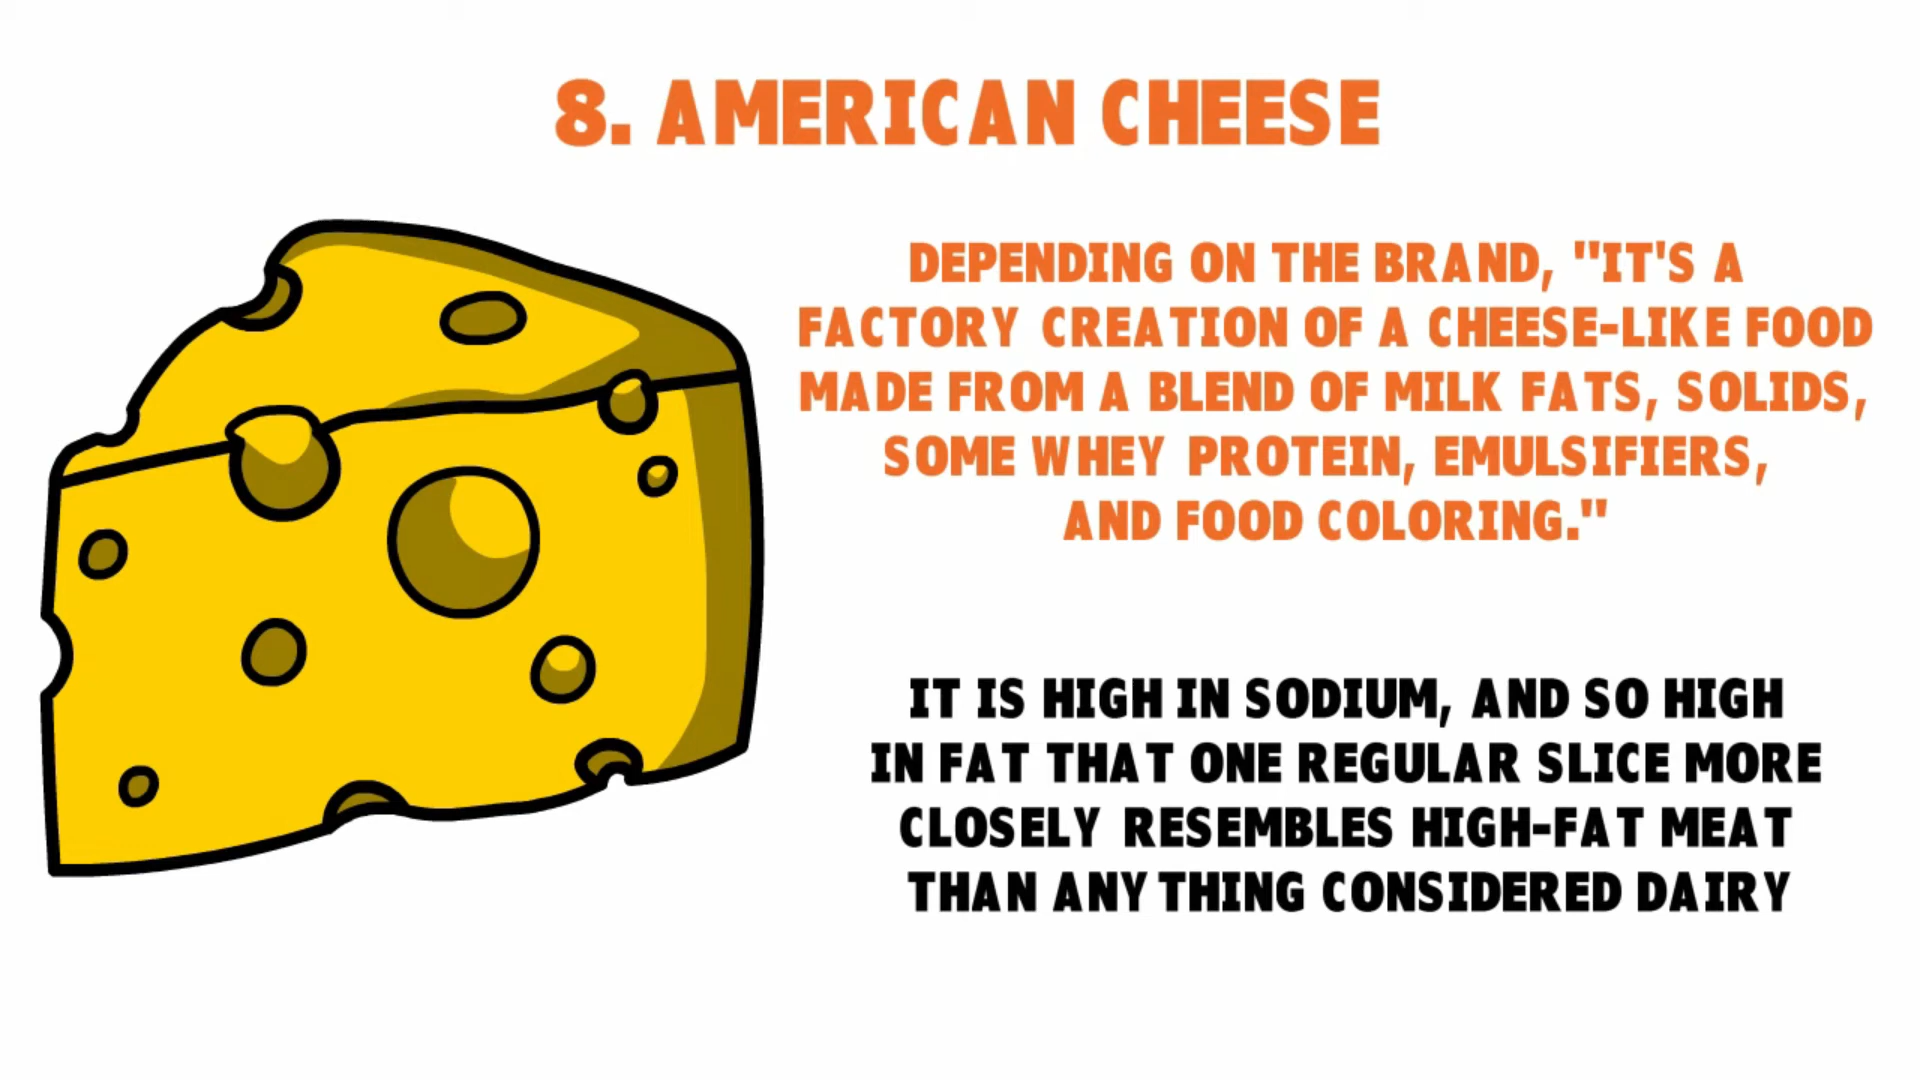 8. AMERICAN CHEESE
DEPENDING ON THE BRAND, "IT'S A
FACTORY CREATION OF A CHEESE-LIKE FOOD
MADE FROM A BLEND OF MILK FATS, SOLIDS,
SOME WHEY PROTEIN, EMULSIFIERS,
AND FOOD COLORING."
IT IS HIGH IN SODIUM, AND SO HIGH
IN FAT THAT ONE REGULAR SLICE MORE
CLOSELY RESEMBLES HIGH-FAT MEAT
THAN ANYTHING CONSIDERED DAIRY